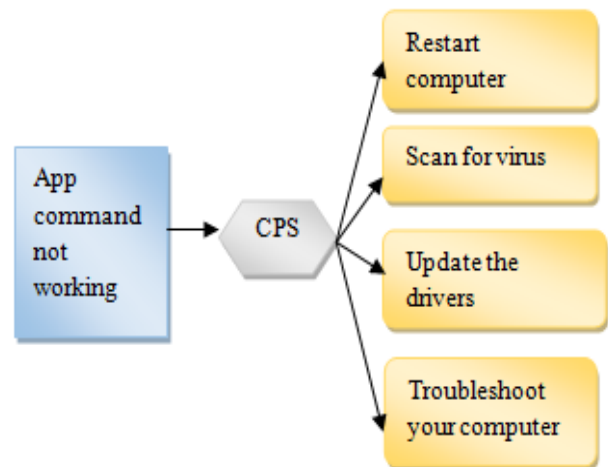 App
command
not
working
CPS
Restart
computer
Scan for virus
Update the
drivers
Troubleshoot
your computer